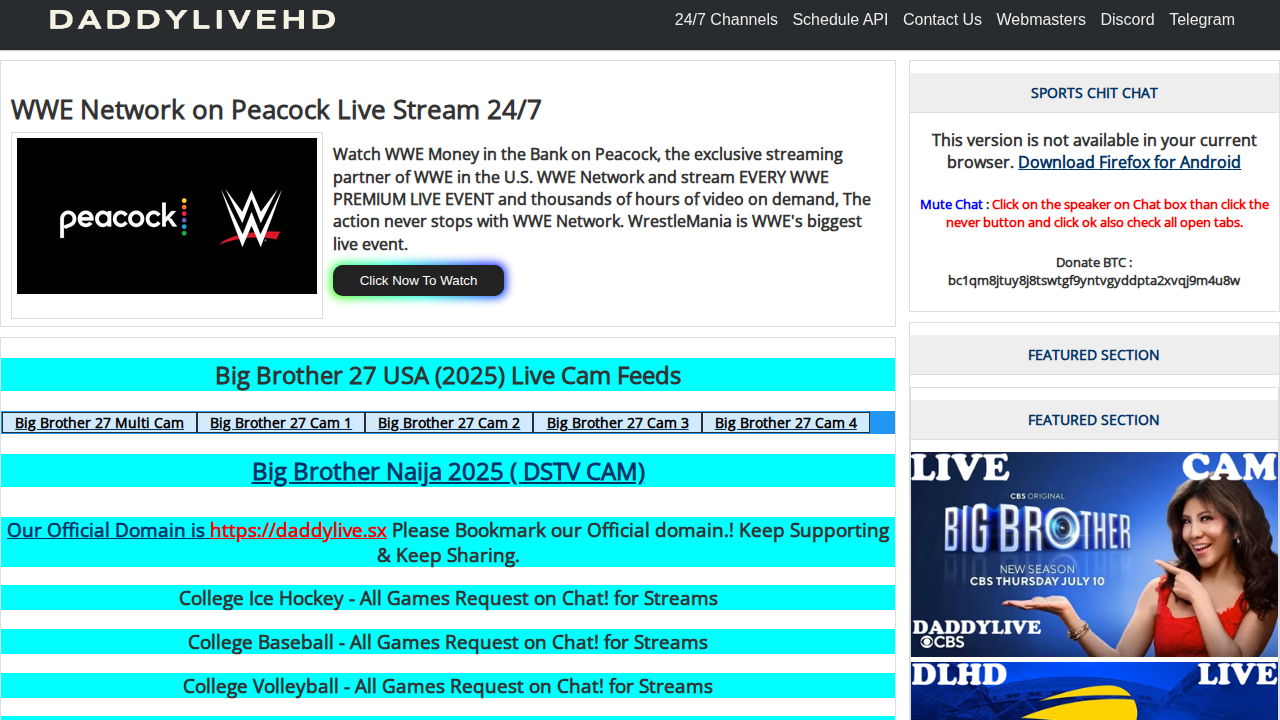 DADDYLIVEHD
24/7 Channels Schedule API Contact Us Webmasters Discord Telegram
WWE Network on Peacock Live Stream 24/7
peacock W
Watch WWE Money in the Bank on Peacock, the exclusive streaming
partner of WWE in the U.S. WWE Network and stream EVERY WWE
PREMIUM LIVE EVENT and thousands of hours of video on demand, The
action never stops with WWE Network. WrestleMania is WWE's biggest
live event.
Click Now To Watch
Big Brother 27 USA (2025) Live Cam Feeds
Big Brother 27 Multi Cam Big Brother 27 Cam 1 Big Brother 27 Cam 2 Big Brother 27 Cam 3 Big Brother 27 Cam 4
Big Brother Naija 2025 ( DSTV CAM)
Our Official Domain is https://daddylive.sx Please Bookmark our Official domain.! Keep Supporting
& Keep Sharing.
College Ice Hockey - All Games Request on Chat! for Streams
College Baseball - All Games Request on Chat! for Streams
College Volleyball - All Games Request on Chat! for Streams
SPORTS CHIT CHAT
This version is not available in your current
browser. Download Firefox for Android
Mute Chat : Click on the speaker on Chat box than click the
never button and click ok also check all open tabs.
Donate BTC :
bc1qm8jtuy8j8tswtgf9yntvgyddpta2xvqj9m4u8w
FEATURED SECTION
FEATURED SECTION
LIVE CAM
CBS ORIGINAL
BIG BROTHER
NEW SEASON
CBS THURSDAY JULY 10
DADDYLIVE
CBS
DLHD LIVE